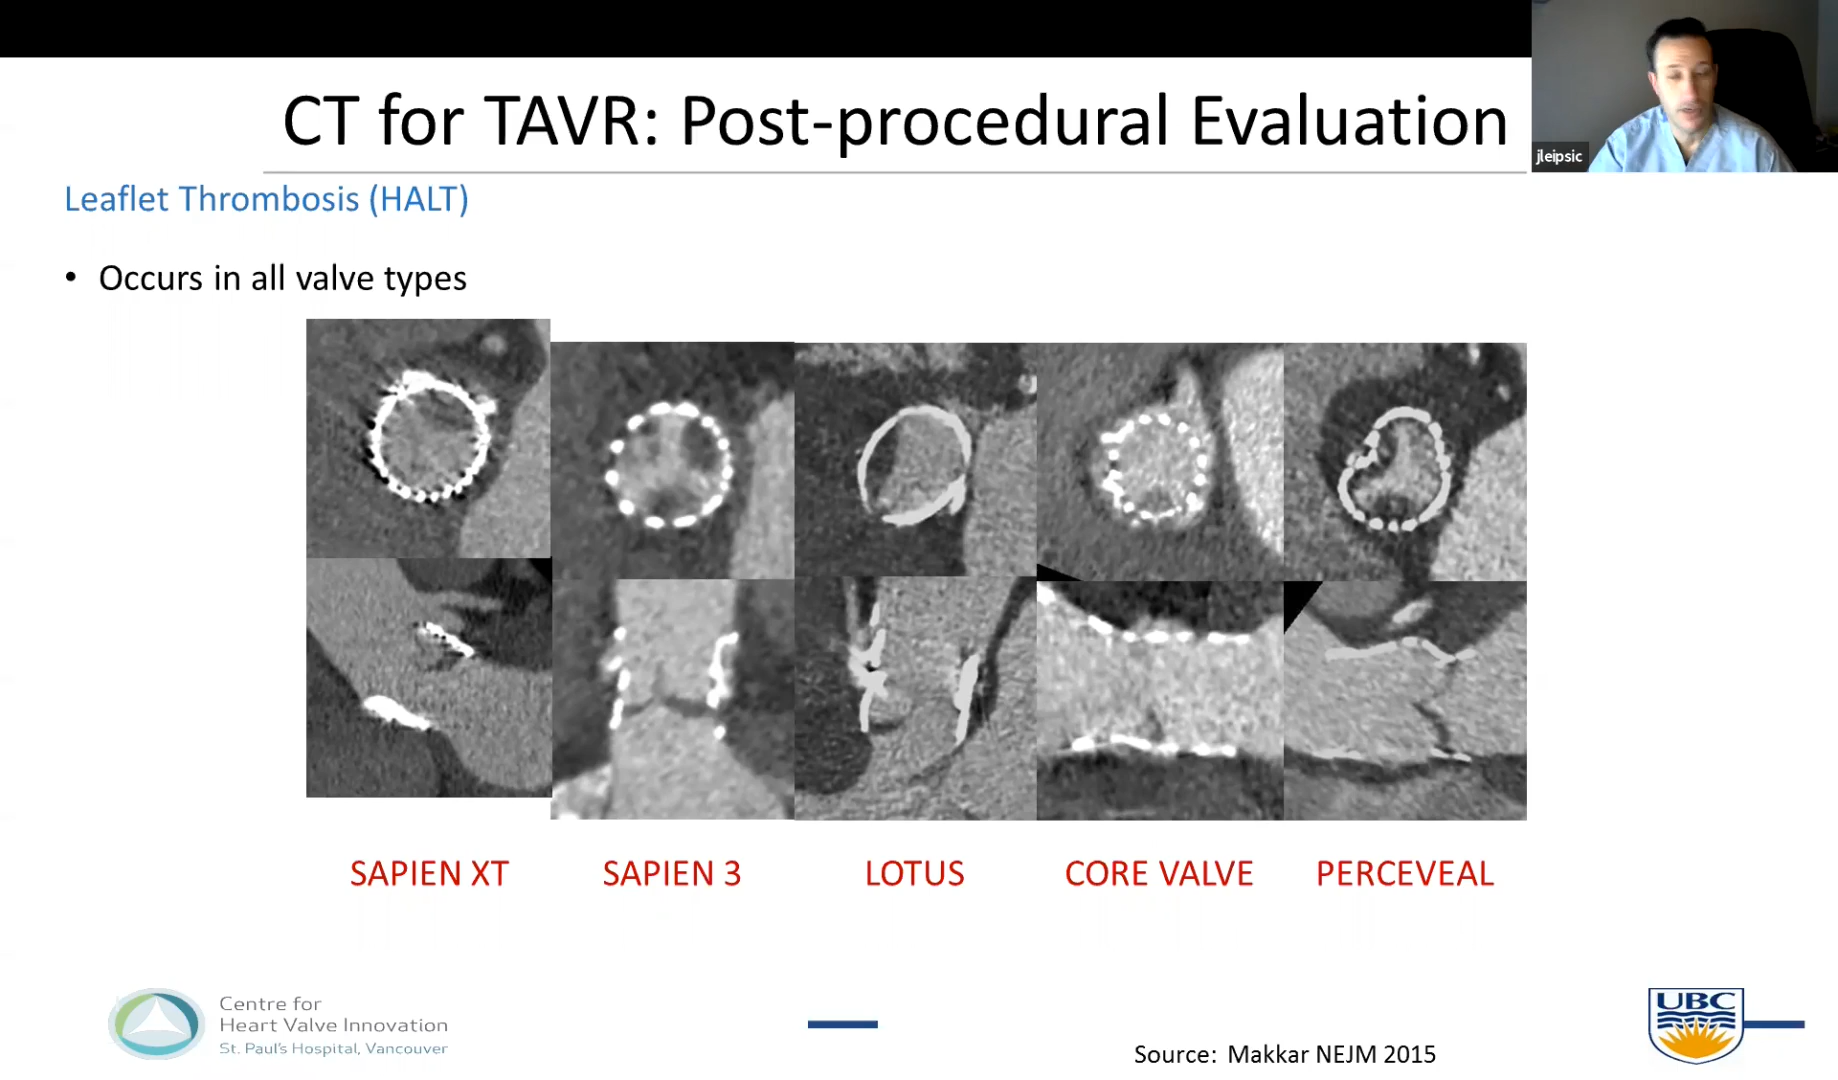 CT for TAVR: Post-procedural Evaluation
jleipsic
Leaflet Thrombosis (HALT)
• Occurs in all valve types
SAPIEN XT
SAPIEN 3
LOTUS
CORE VALVE
PERCEVEAL
Centre for
Heart Valve Innovation
St. Paul's Hospital, Vancouver
UBC
Source: Makkar NEJM 2015